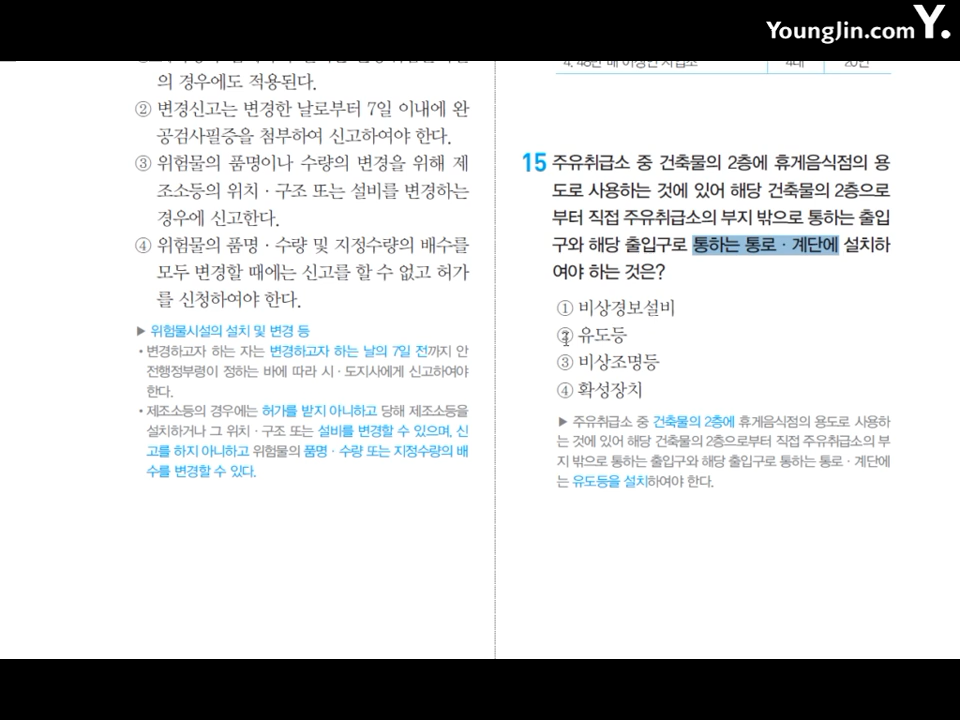 YoungJin.com Y.
의 경우에도 적용된다.
② 변경신고는 변경한 날로부터 7일 이내에 완
공검사필증을 첨부하여 신고하여야 한다.
③ 위험물의 품명이나 수량의 변경을 위해 제
조소등의 위치 · 구조 또는 설비를 변경하는
경우에 신고한다.
④ 위험물의 품명 · 수량 및 지정수량의 배수를
모두 변경할 때에는 신고를 할 수 없고 허가
를 신청하여야 한다.
▶ 위험물시설의 설치 및 변경 등
• 변경하고자 하는 자는 변경하고자 하는 날의 7일 전까지 안
전행정부령이 정하는 바에 따라 시 · 도지사에게 신고하여야
한다.
• 제조소등의 경우에는 허가를 받지 아니하고 당해 제조소등을
설치하거나 그 위치 · 구조 또는 설비를 변경할 수 있으며, 신
고를 하지 아니하고 위험물의 품명 · 수량 또는 지정수량의 배
수를 변경할 수 있다.
15 주유취급소 중 건축물의 2층에 휴게음식점의 용
도로 사용하는 것에 있어 해당 건축물의 2층으로
부터 직접 주유취급소의 부지 밖으로 통하는 출입
구와 해당 출입구로 통하는 통로 · 계단에 설치하
여야 하는 것은?
① 비상경보설비
② 유도등
③ 비상조명등
④ 확성장치
▶ 주유취급소 중 건축물의 2층에 휴게음식점의 용도로 사용하
는 것에 있어 해당 건축물의 2층으로부터 직접 주유취급소의 부
지 밖으로 통하는 출입구와 해당 출입구로 통하는 통로 · 계단에
는 유도등을 설치하여야 한다.